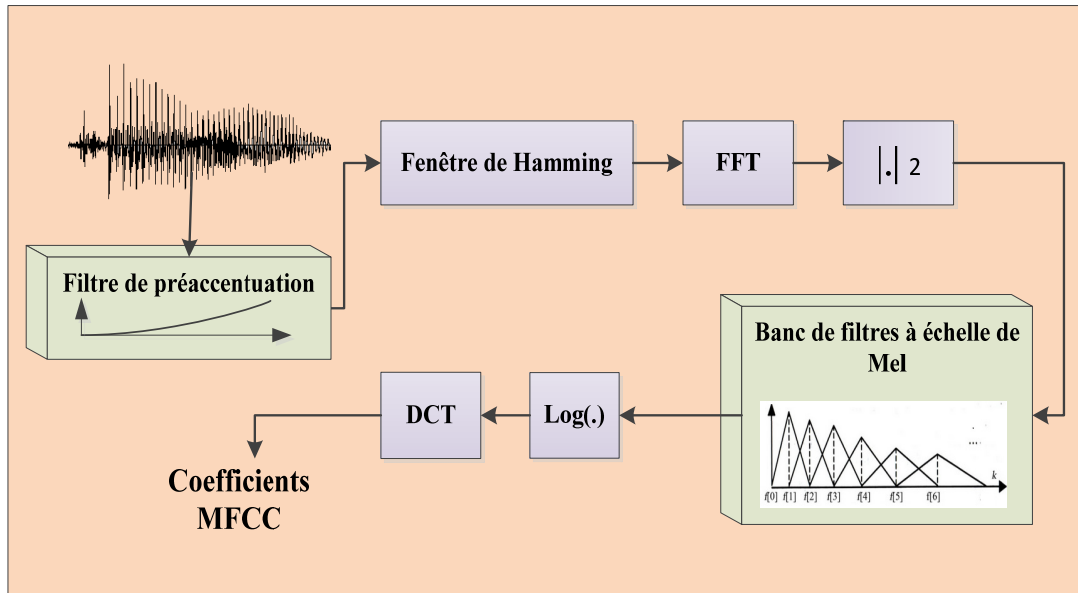 Filtre de préaccentuation
Fenêtre de Hamming
FFT
|.| 2
Banc de filtres à échelle de
Mel
...
k
f[0] f[1] f[2] f[3] f[4] f[5] f[6]
Log(.)
DCT
Coefficients
MFCC